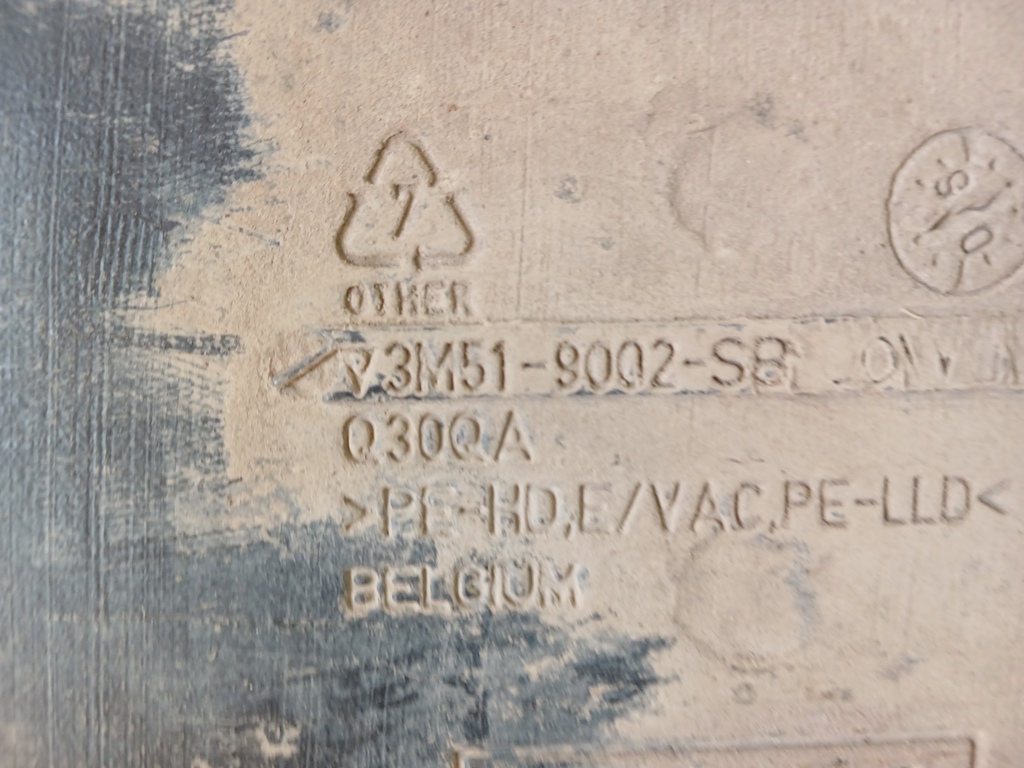 7
OTHER
3M51-9002-SB
Q30QA
>PE-HD,E/VAC,PE-LLD<
BELGIUM